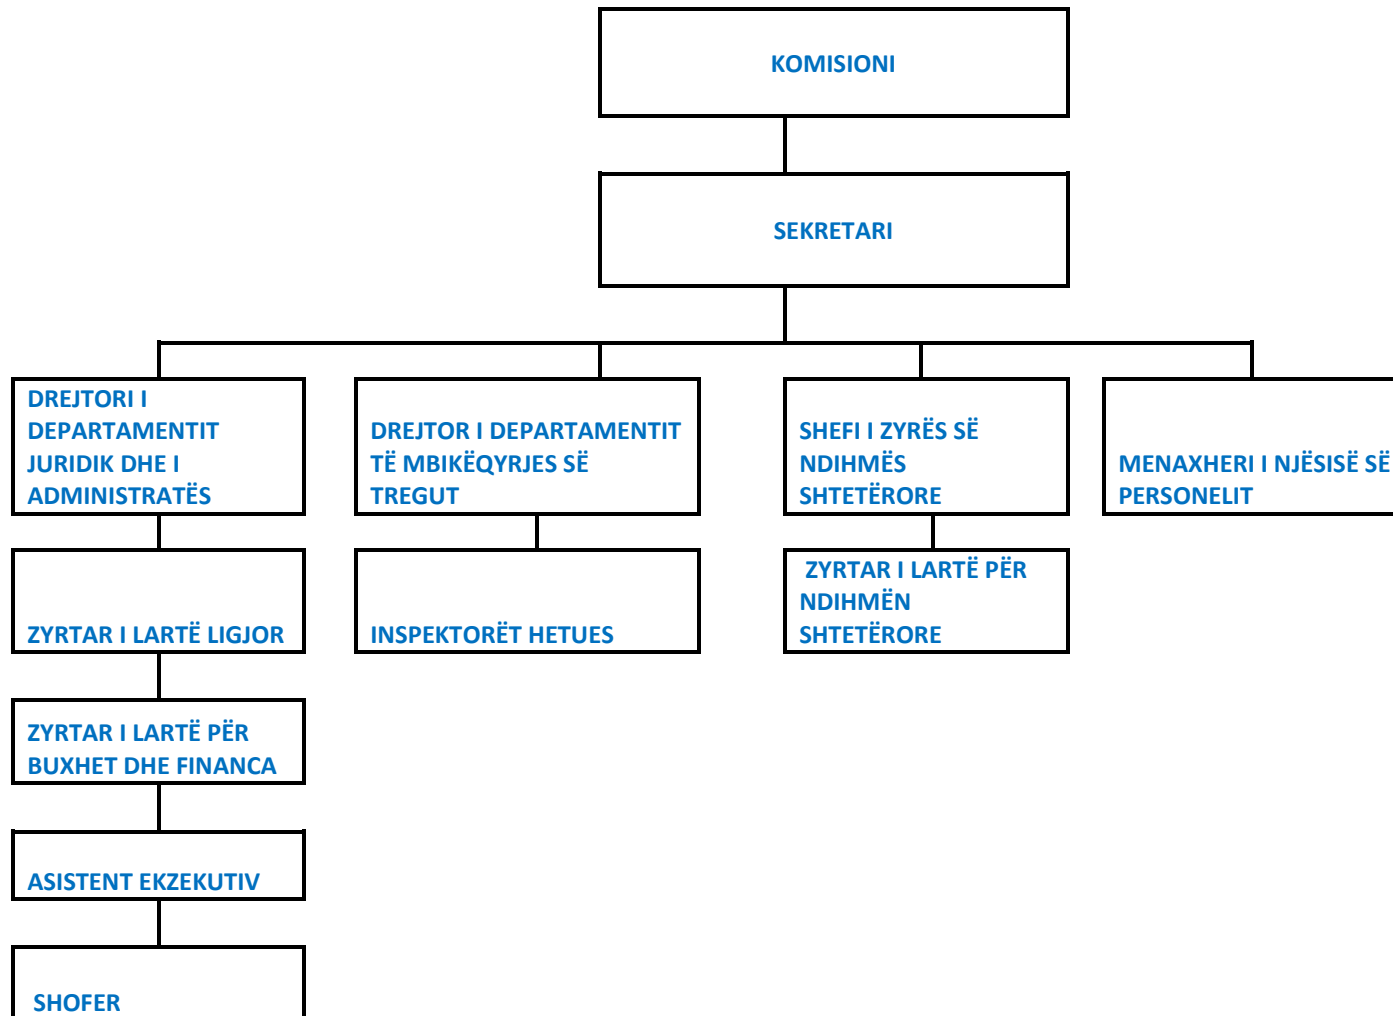 KOMISIONI
SEKRETARI
DREJTORI I
DEPARTAMENTIT
JURIDIK DHE I
ADMINISTRATËS
DREJTOR I DEPARTAMENTIT
TË MBIKËQYRJES SË
TREGUT
SHEFI I ZYRËS SË
NDIHMËS
SHTETËRORE
MENAXHERI I NJËSISË SË
PERSONELIT
ZYRTAR I LARTË LIGJOR
INSPEKTORËT HETUES
ZYRTAR I LARTË PËR
NDIHMËN
SHTETËRORE
ZYRTAR I LARTË PËR
BUXHET DHE FINANCA
ASISTENT EKZEKUTIV
SHOFER